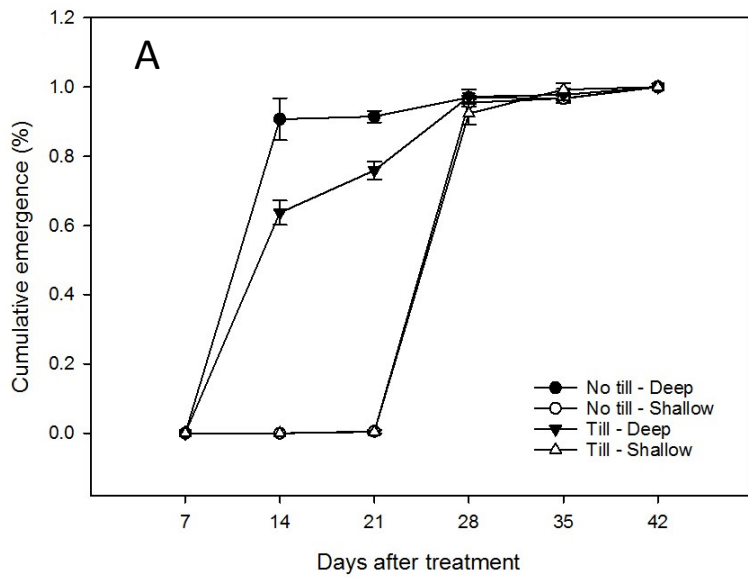 A
Cumulative emergence (%)
1.2
1.0
0.8
0.6
0.4
0.2
0.0
No till - Deep
No till - Shallow
Till - Deep
Till - Shallow
7 14 21 28 35 42
Days after treatment